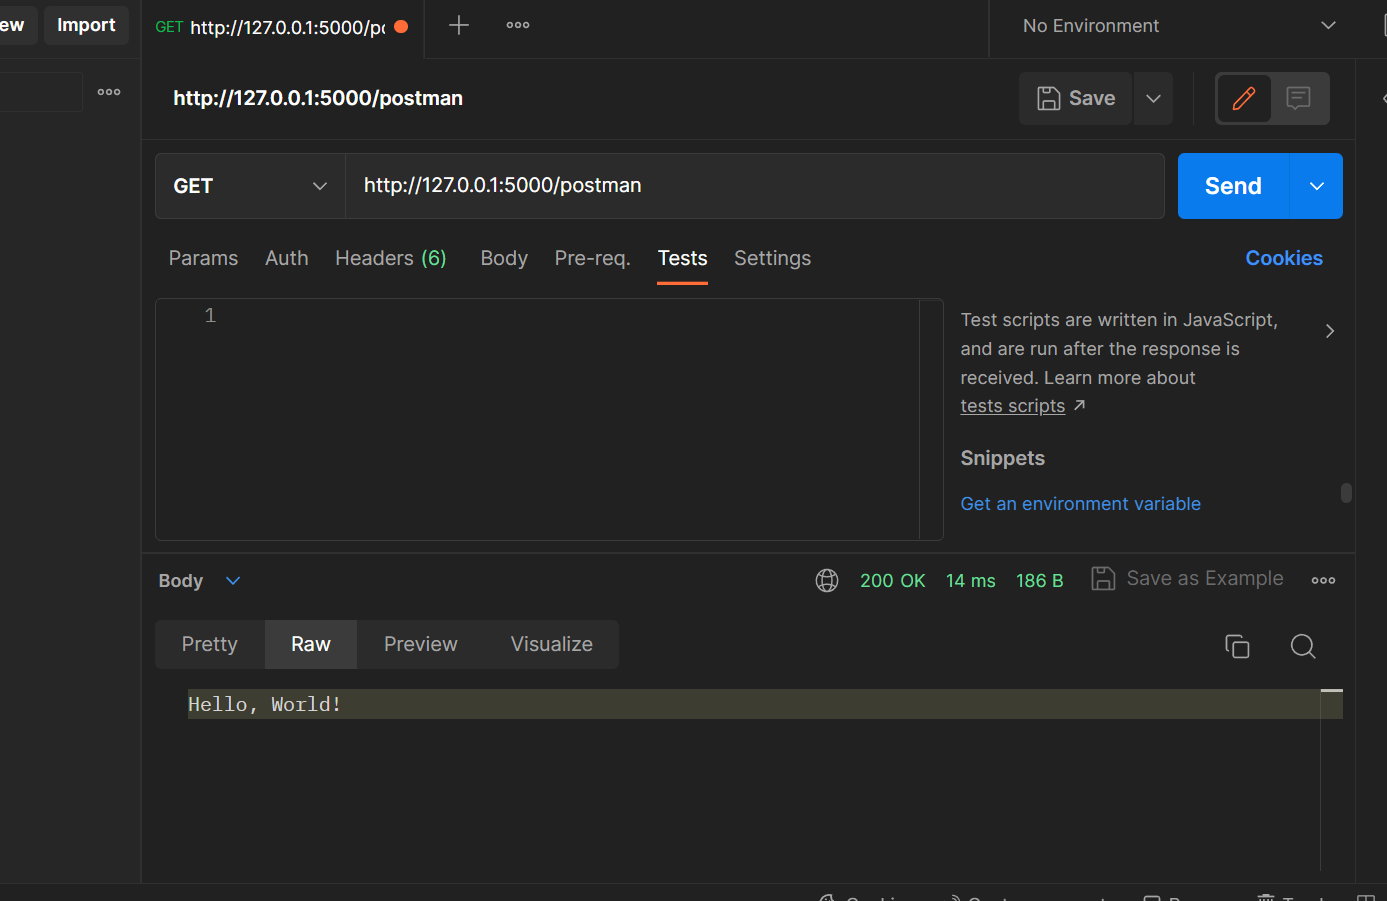 ew Import GET http://127.0.0.1:5000/po No Environment
http://127.0.0.1:5000/postman Save
GET http://127.0.0.1:5000/postman Send
Params Auth Headers (6) Body Pre-req. Tests Settings Cookies
1
Test scripts are written in JavaScript,
and are run after the response is
received. Learn more about
tests scripts
Snippets
Get an environment variable
Body 200 OK 14 ms 186 B Save as Example
Pretty Raw Preview Visualize
Hello, World!